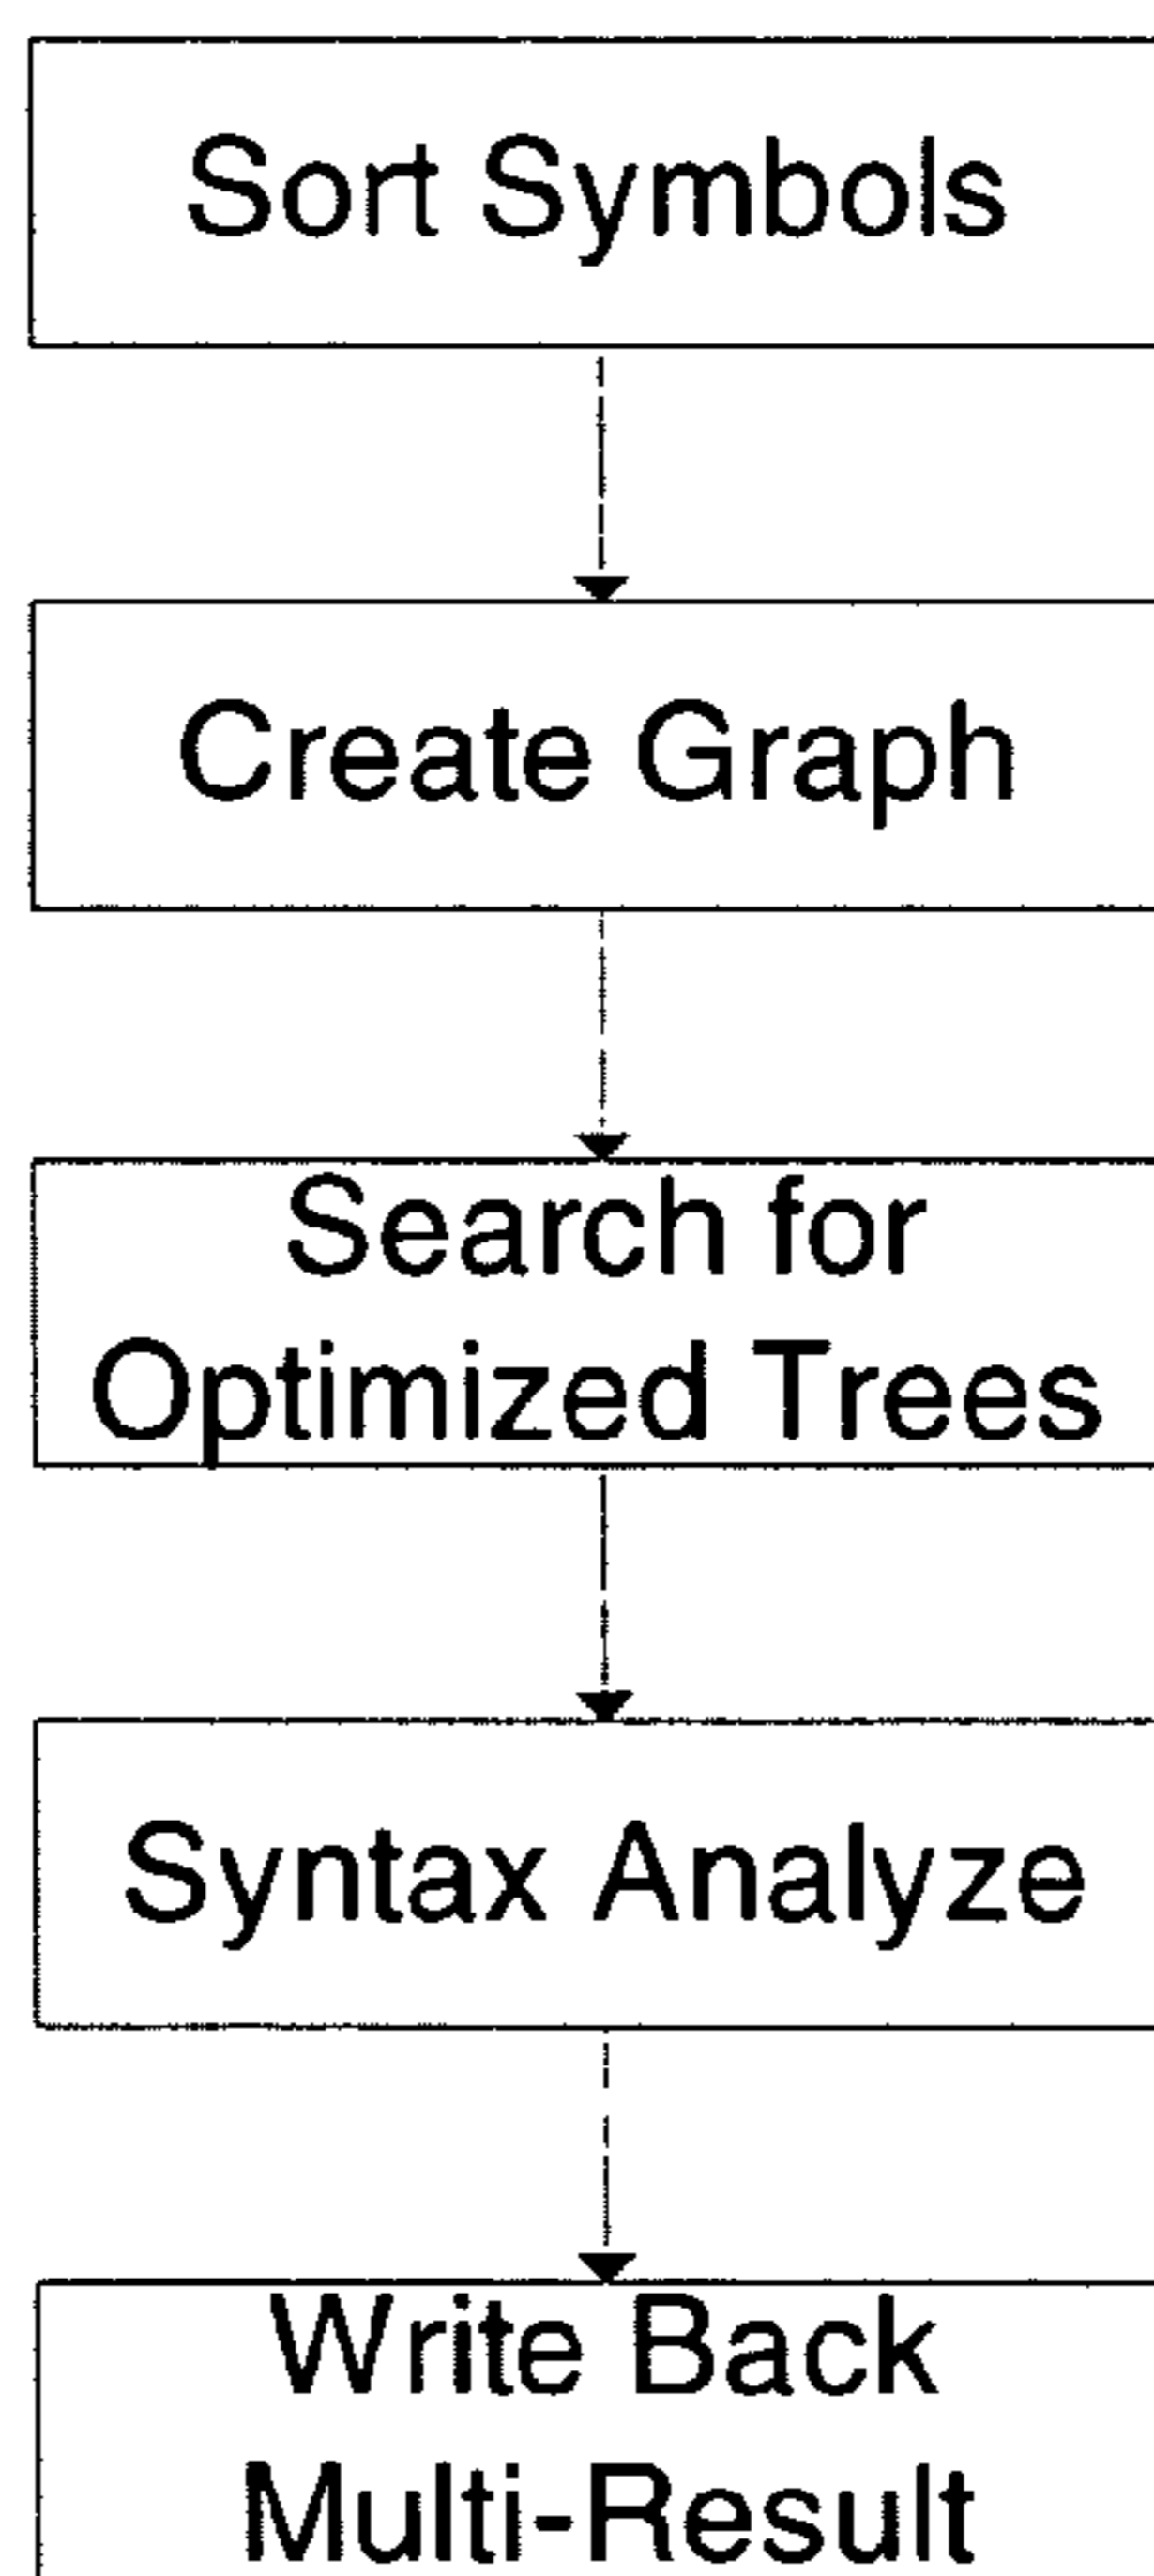 Sort Symbols
Create Graph
Search for
Optimized Trees
Syntax Analyze
Write Back
Multi-Result